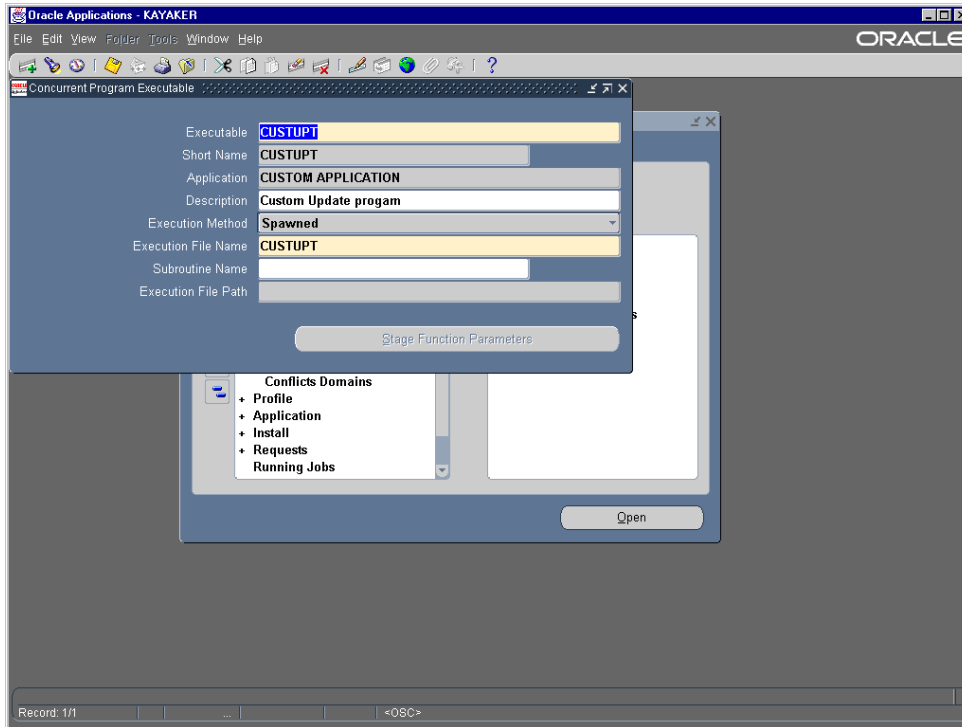 Oracle Applications - KAYAKER
File Edit View Folder Tools Window Help
ORACLE
Concurrent Program Executable
Executable CUSTUPT
Short Name CUSTUPT
Application CUSTOM APPLICATION
Description Custom Update progam
Execution Method Spawned
Execution File Name CUSTUPT
Subroutine Name
Execution File Path
s
Stage Function Parameters
Conflicts Domains
+ Profile
+ Application
+ Install
+ Requests
Running Jobs
Open
Record: 1/1 ... <OSC>